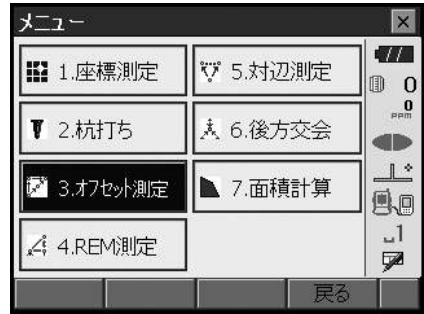 メニュー
1.座標測定
5.対辺測定
2.杭打ち
6.後方交会
3.オフセット測定
7.面積計算
4.REM測定
0
0
PPM
1
戻る